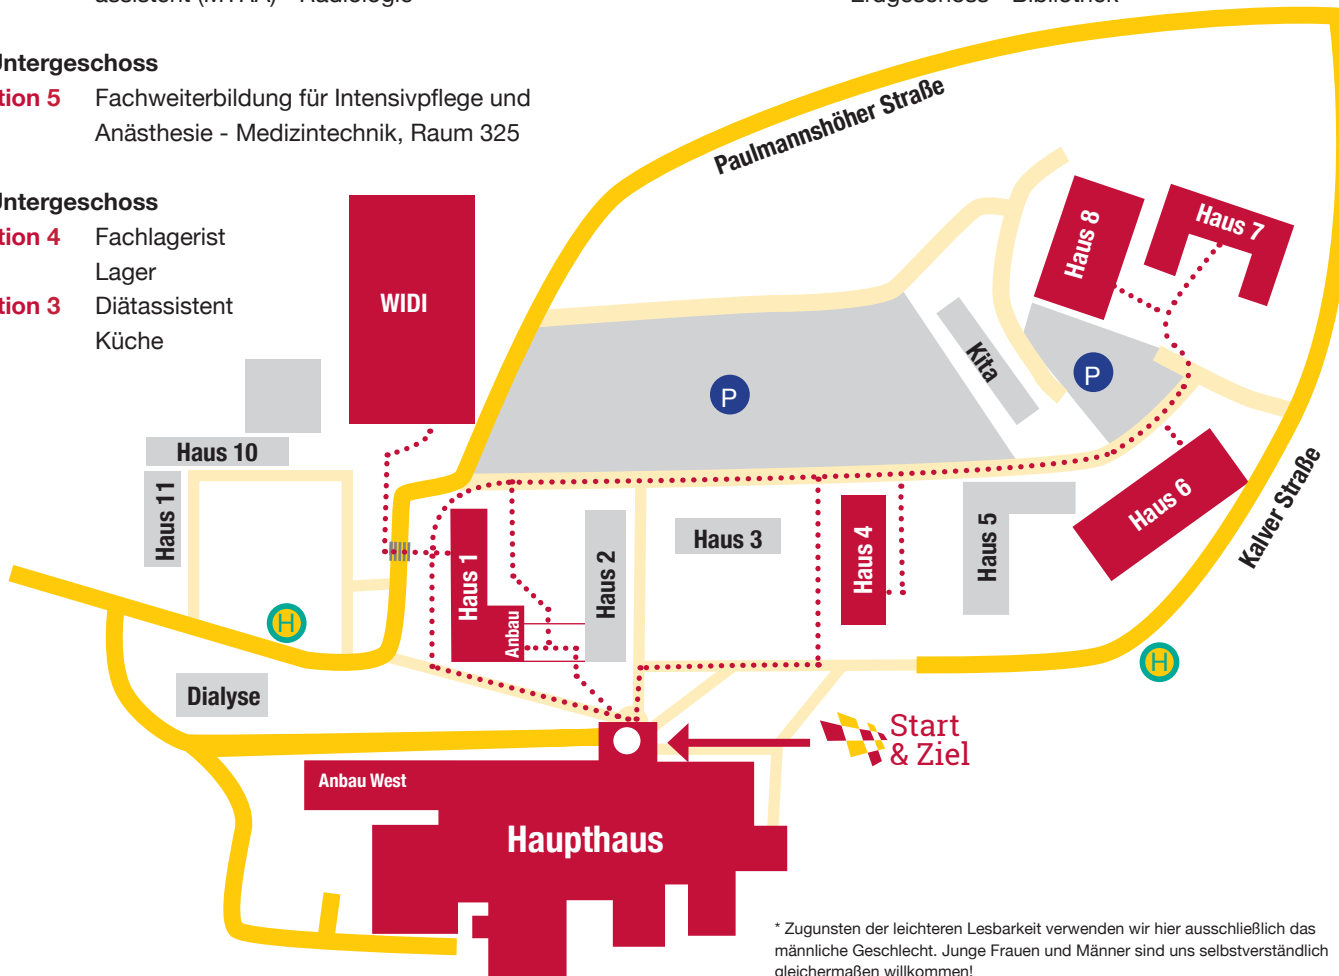 Erdgeschoss - Bibliothek
Untergeschoss
tion 5 Fachweiterbildung für Intensivpflege und
Anästhesie - Medizintechnik, Raum 325
Untergeschoss
tion 4 Fachlagerist
Lager
tion 3 Diätassistent
Küche
Paulmannshöher Straße
Haus 8
Haus 7
WIDI
Kita
P
P
Haus 10
Haus 11
Haus 1
Anbau
Haus 2
Haus 3
Haus 4
Haus 5
Haus 6
Kalver Straße
H
H
Dialyse
Start
& Ziel
Anbau West
Haupthaus
* Zugunsten der leichteren Lesbarkeit verwenden wir hier ausschließlich das
männliche Geschlecht. Junge Frauen und Männer sind uns selbstverständlich
gleichermaßen willkommen!